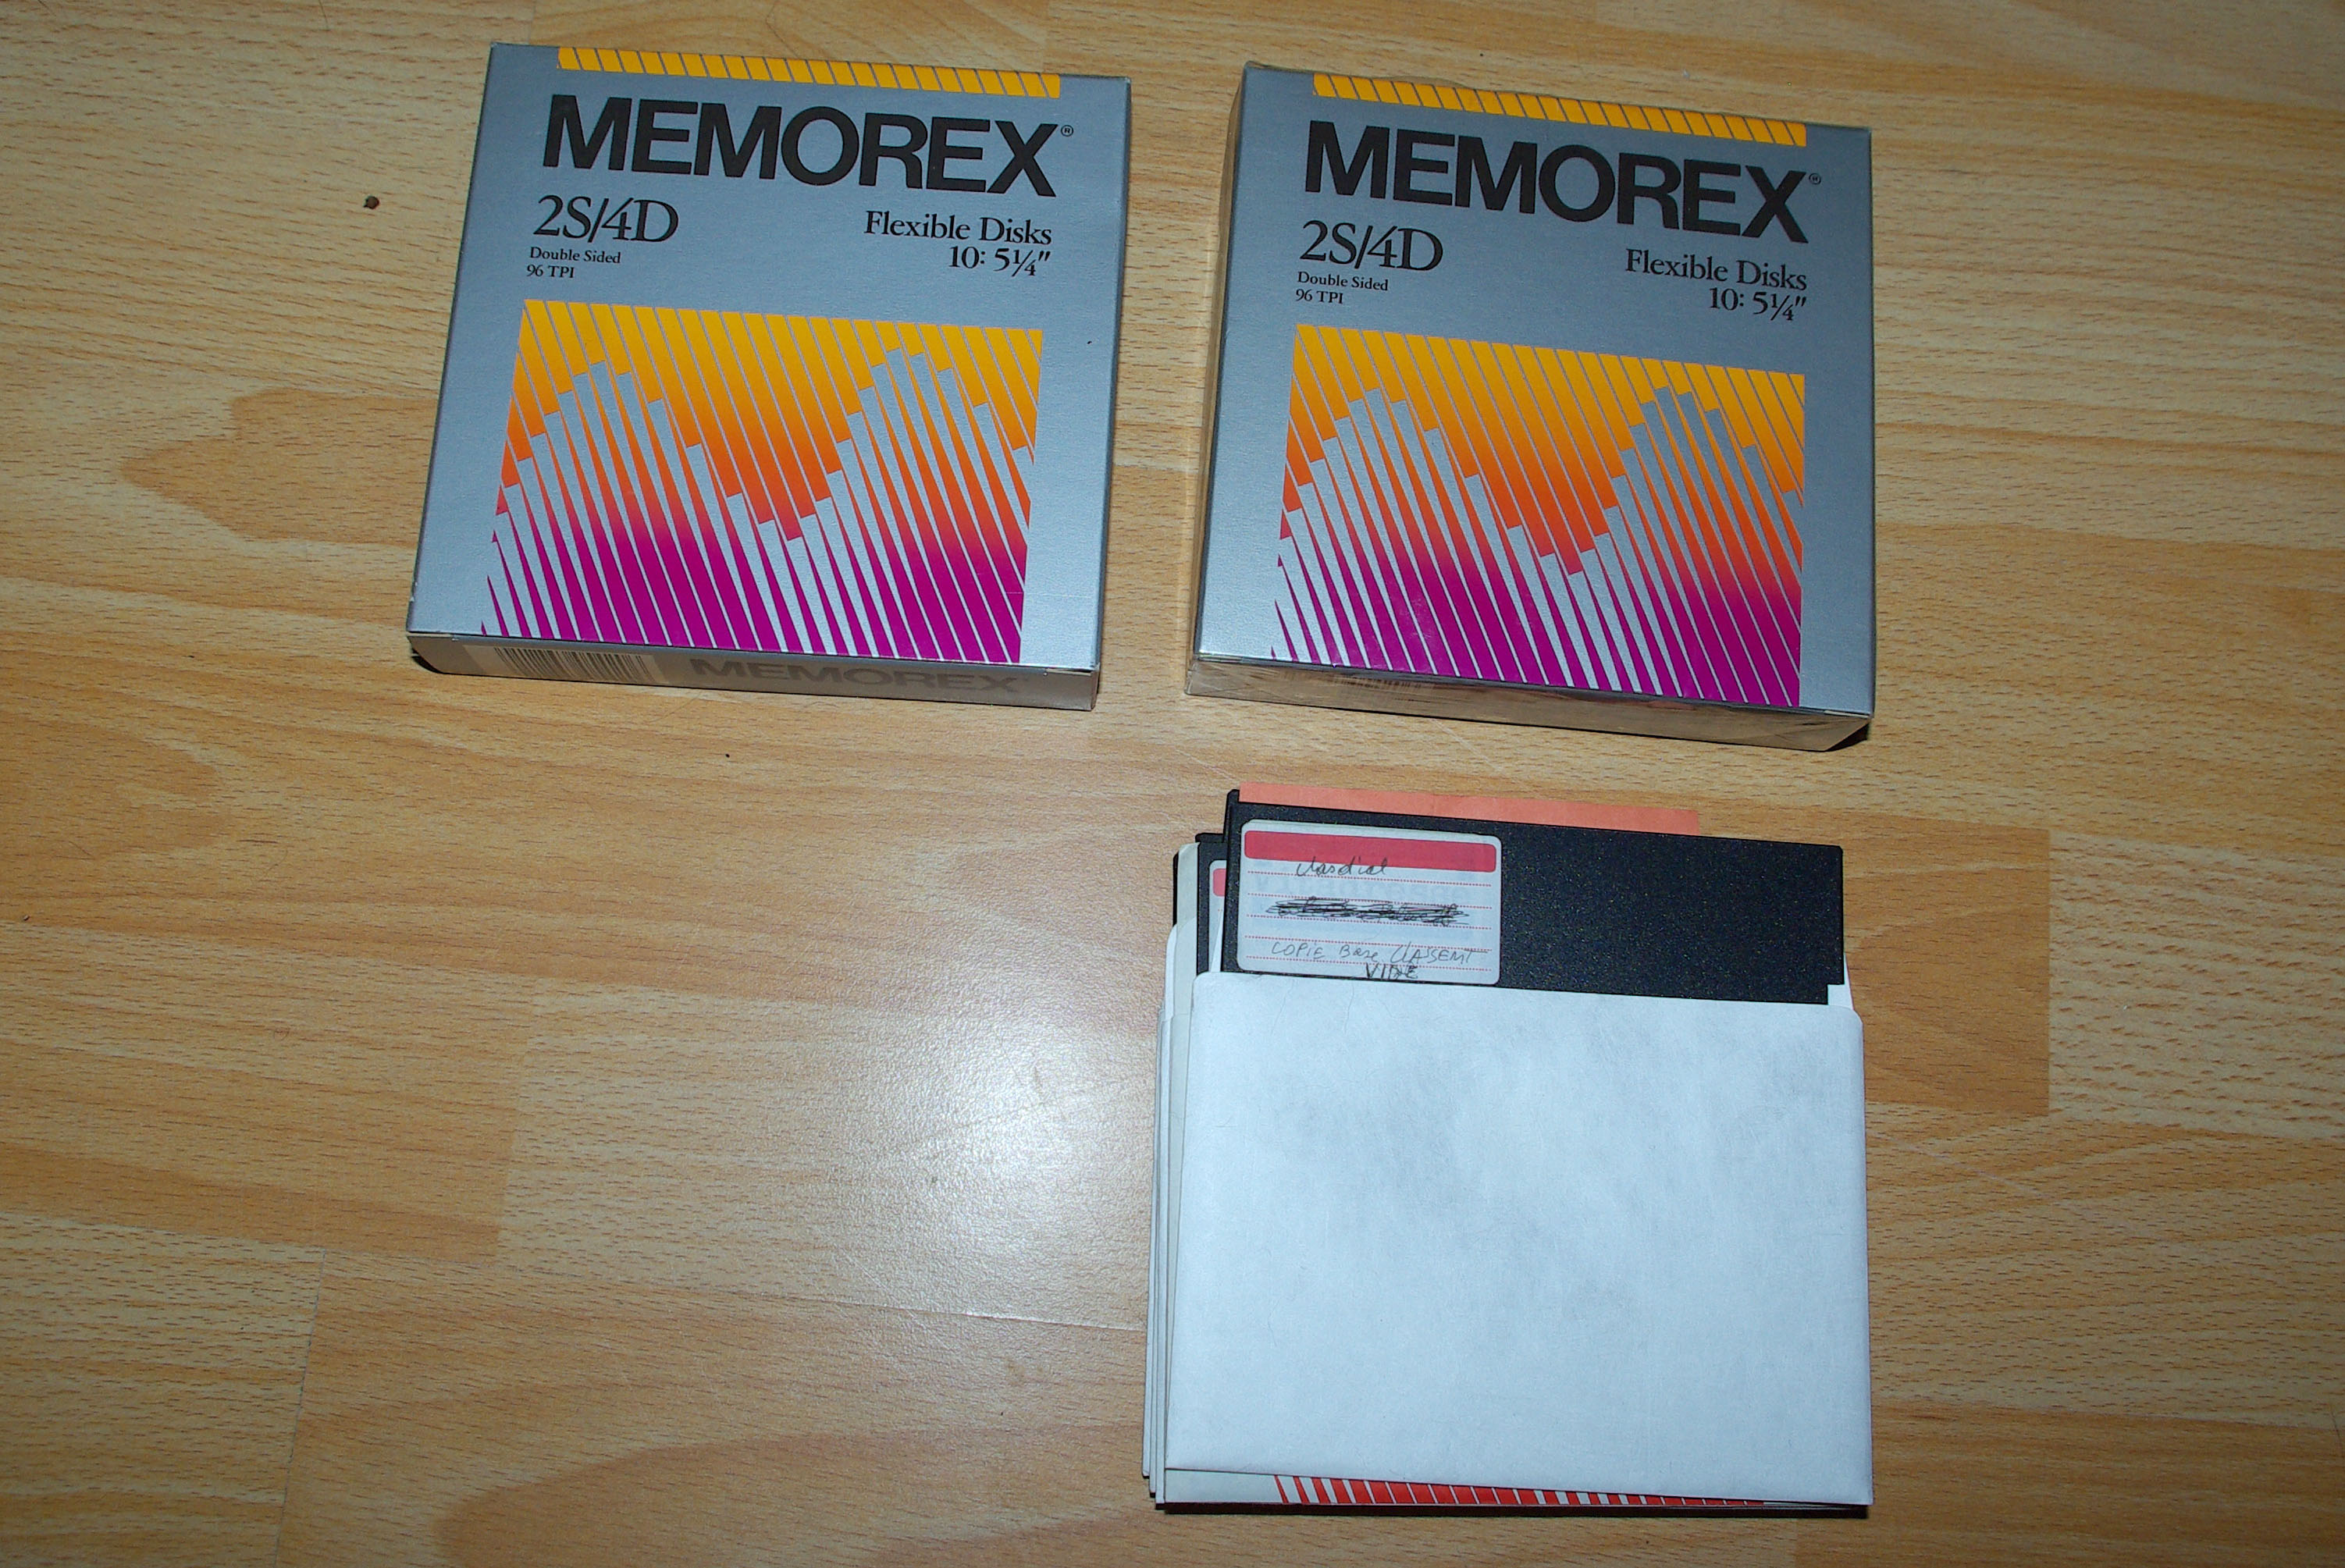 MEMOREX®
2S/4D
Double Sided
96 TPI
Flexible Disks
10: 5¼"
MEMOREX
MEMOREX®
2S/4D
Double Sided
96 TPI
Flexible Disks
10: 5¼"
COPIE Base CLASSEMT
VIDE